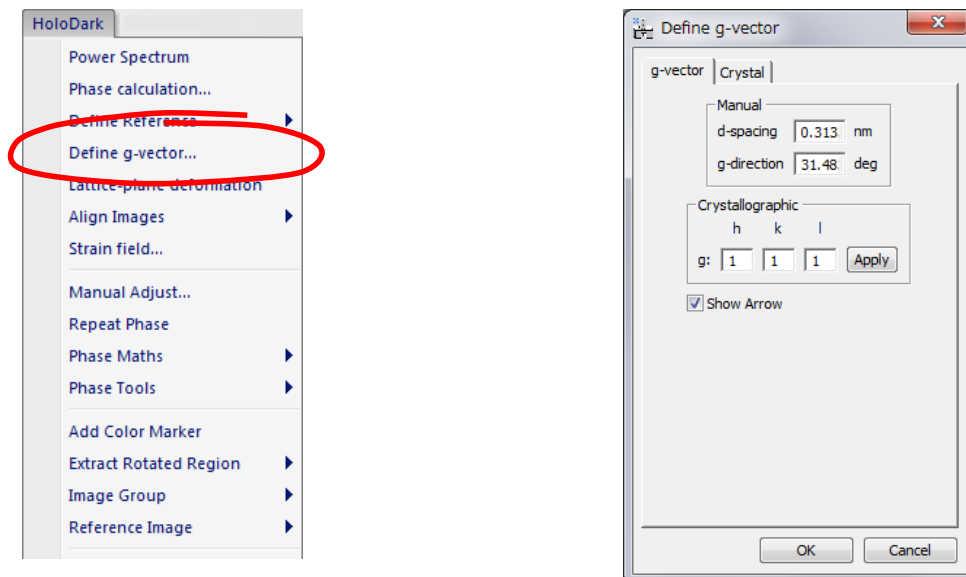 HoloDark
Power Spectrum
Phase calculation...
Define Reference
Define g-vector...
Lattice-plane deformation
Align Images
Strain field...
Manual Adjust...
Repeat Phase
Phase Maths
Phase Tools
Add Color Marker
Extract Rotated Region
Image Group
Reference Image
Define g-vector
g-vector Crystal
Manual
d-spacing 0.313 nm
g-direction 31.48 deg
Crystallographic
h k l
g: 1 1 1 Apply
Show Arrow
OK Cancel